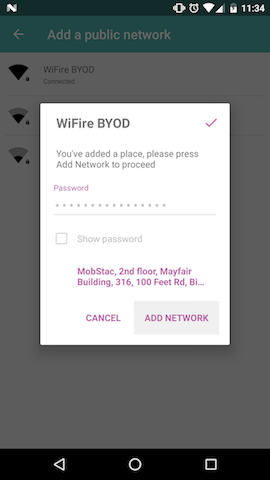 11:34
Add a public network
WiFire BYOD
Connected
WiFire BYOD
You've added a place, please press
Add Network to proceed
Password
Show password
MobStac, 2nd floor, Mayfair
Building, 316, 100 Feet Rd, Bi...
CANCEL ADD NETWORK